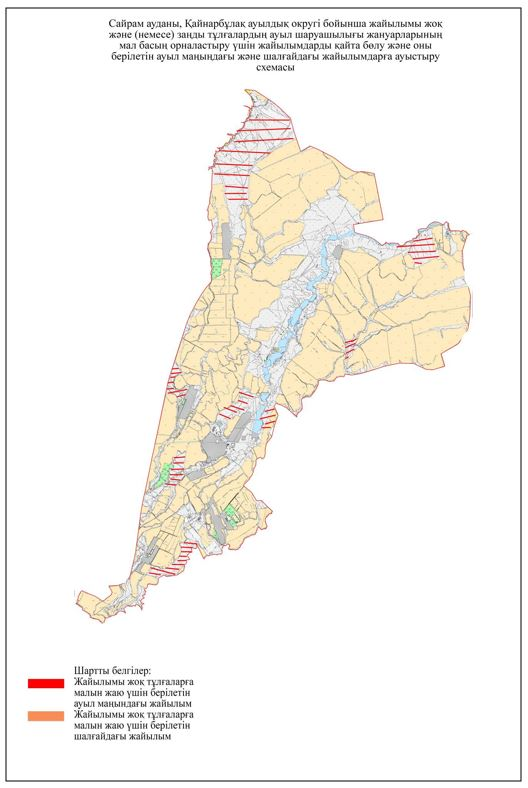 Сайрам ауданы, Қайнарбұлақ ауылдық округі бойынша жайылымы жоқ
және (немесе) заңды тұлғалардың ауыл шаруашылығы жануарларының
мал басың орналастыру үшін жайылымдарды қайта бөлу және оны
берілетін ауыл маңындағы және шалғайдағы жайылымдарға ауыстыру
схемасы
Шартты белгілер:
Жайылымы жоқ тұлғаларға
малын жаю үшін берілетін
ауыл маңындағы жайылым
Жайылымы жоқ тұлғаларға
малын жаю үшін берілетін
шалғайдағы жайылым